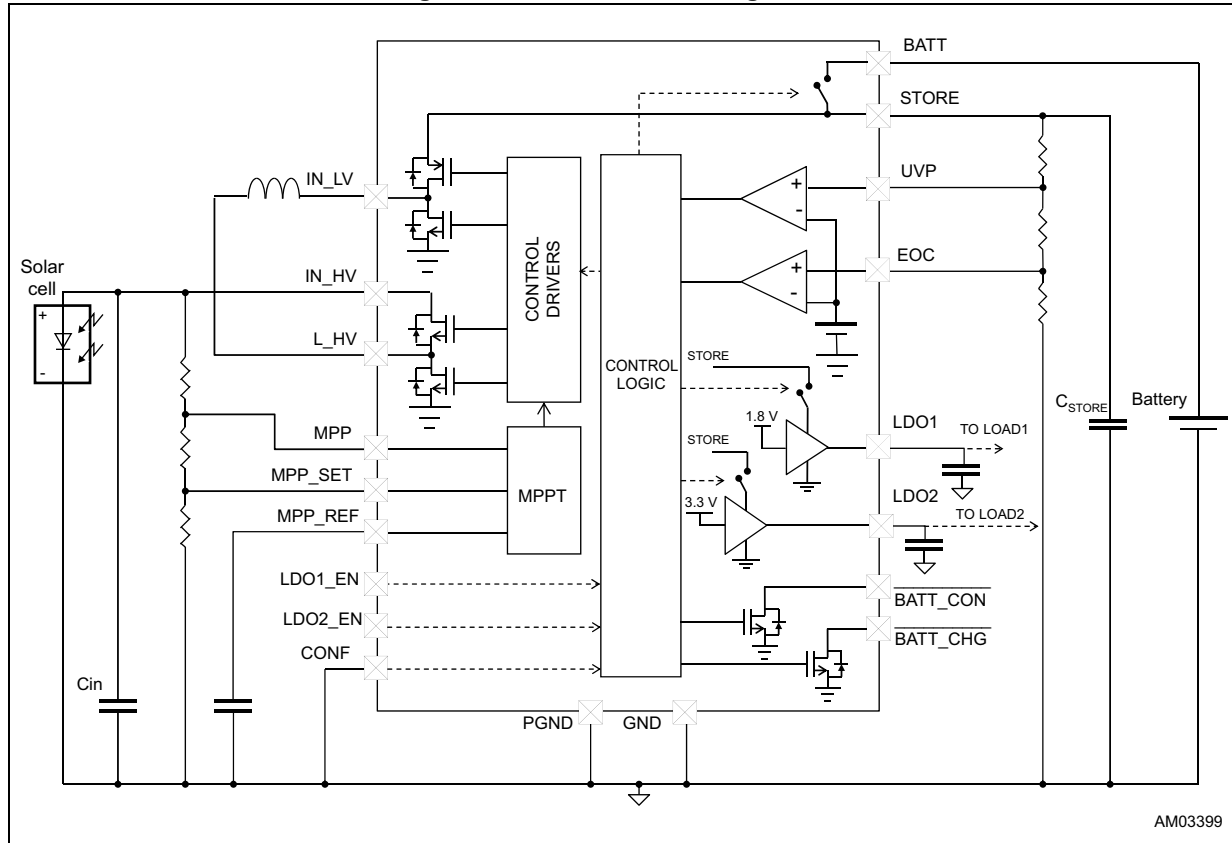 BATT
STORE
IN_LV
UVP
Solar
cell
+
-
IN_HV
L_HV
CONTROL
DRIVERS
CONTROL
LOGIC
+
-
+
-
EOC
STORE
1.8 V
LDO1
TO LOAD1
CSTORE
Battery
MPP
MPP_SET
MPP_REF
MPPT
STORE
3.3 V
LDO2
TO LOAD2
LDO1_EN
LDO2_EN
CONF
BATT_CON
BATT_CHG
Cin
PGND
GND
AM03399